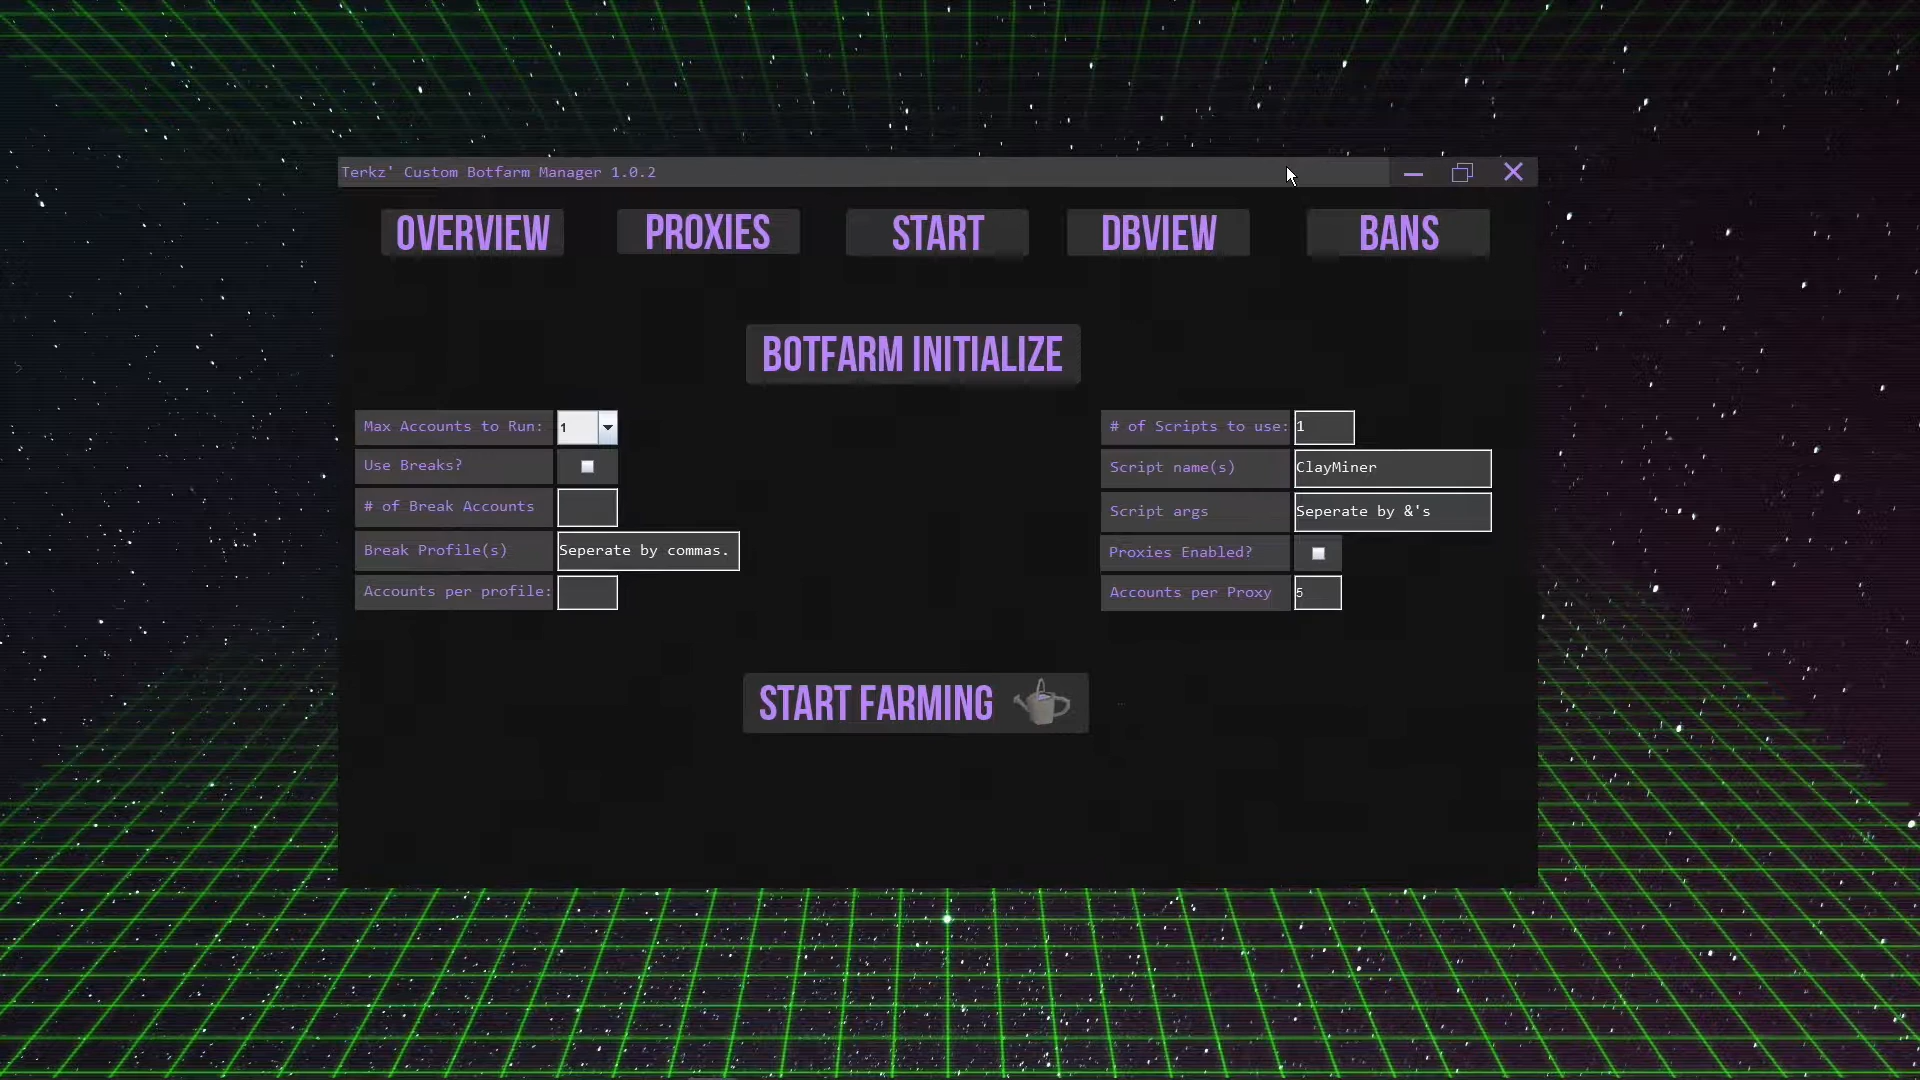 Terkz' Custom Botfarm Manager 1.0.2
OVERVIEW PROXIES START DBVIEW BANS
BOTFARM INITIALIZE
Max Accounts to Run: 1
Use Breaks?
# of Break Accounts
Break Profile(s) Seperate by commas.
Accounts per profile:
# of Scripts to use: 1
Script name(s) ClayMiner
Script args Seperate by &'s
Proxies Enabled?
Accounts per Proxy 5
START FARMING